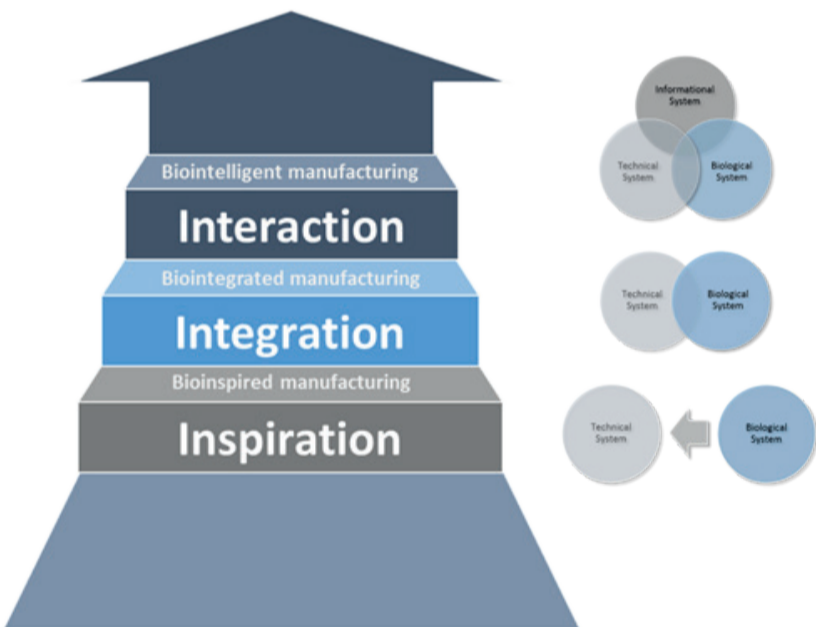 Biointelligent manufacturing
Interaction
Biointegrated manufacturing
Integration
Bioinspired manufacturing
Inspiration
Informational
System
Technical
System
Biological
System
Technical
System
Biological
System
Technical
System
Biological
System